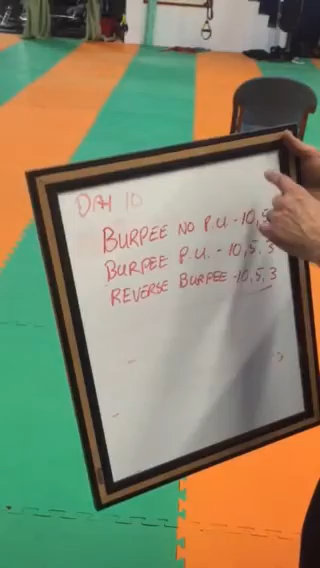 DAY 10
BURPEE NO P.U. - 10, 5
BURPEE P.U. - 10, 5, 3
REVERSE BURPEE - 10, 5, 3